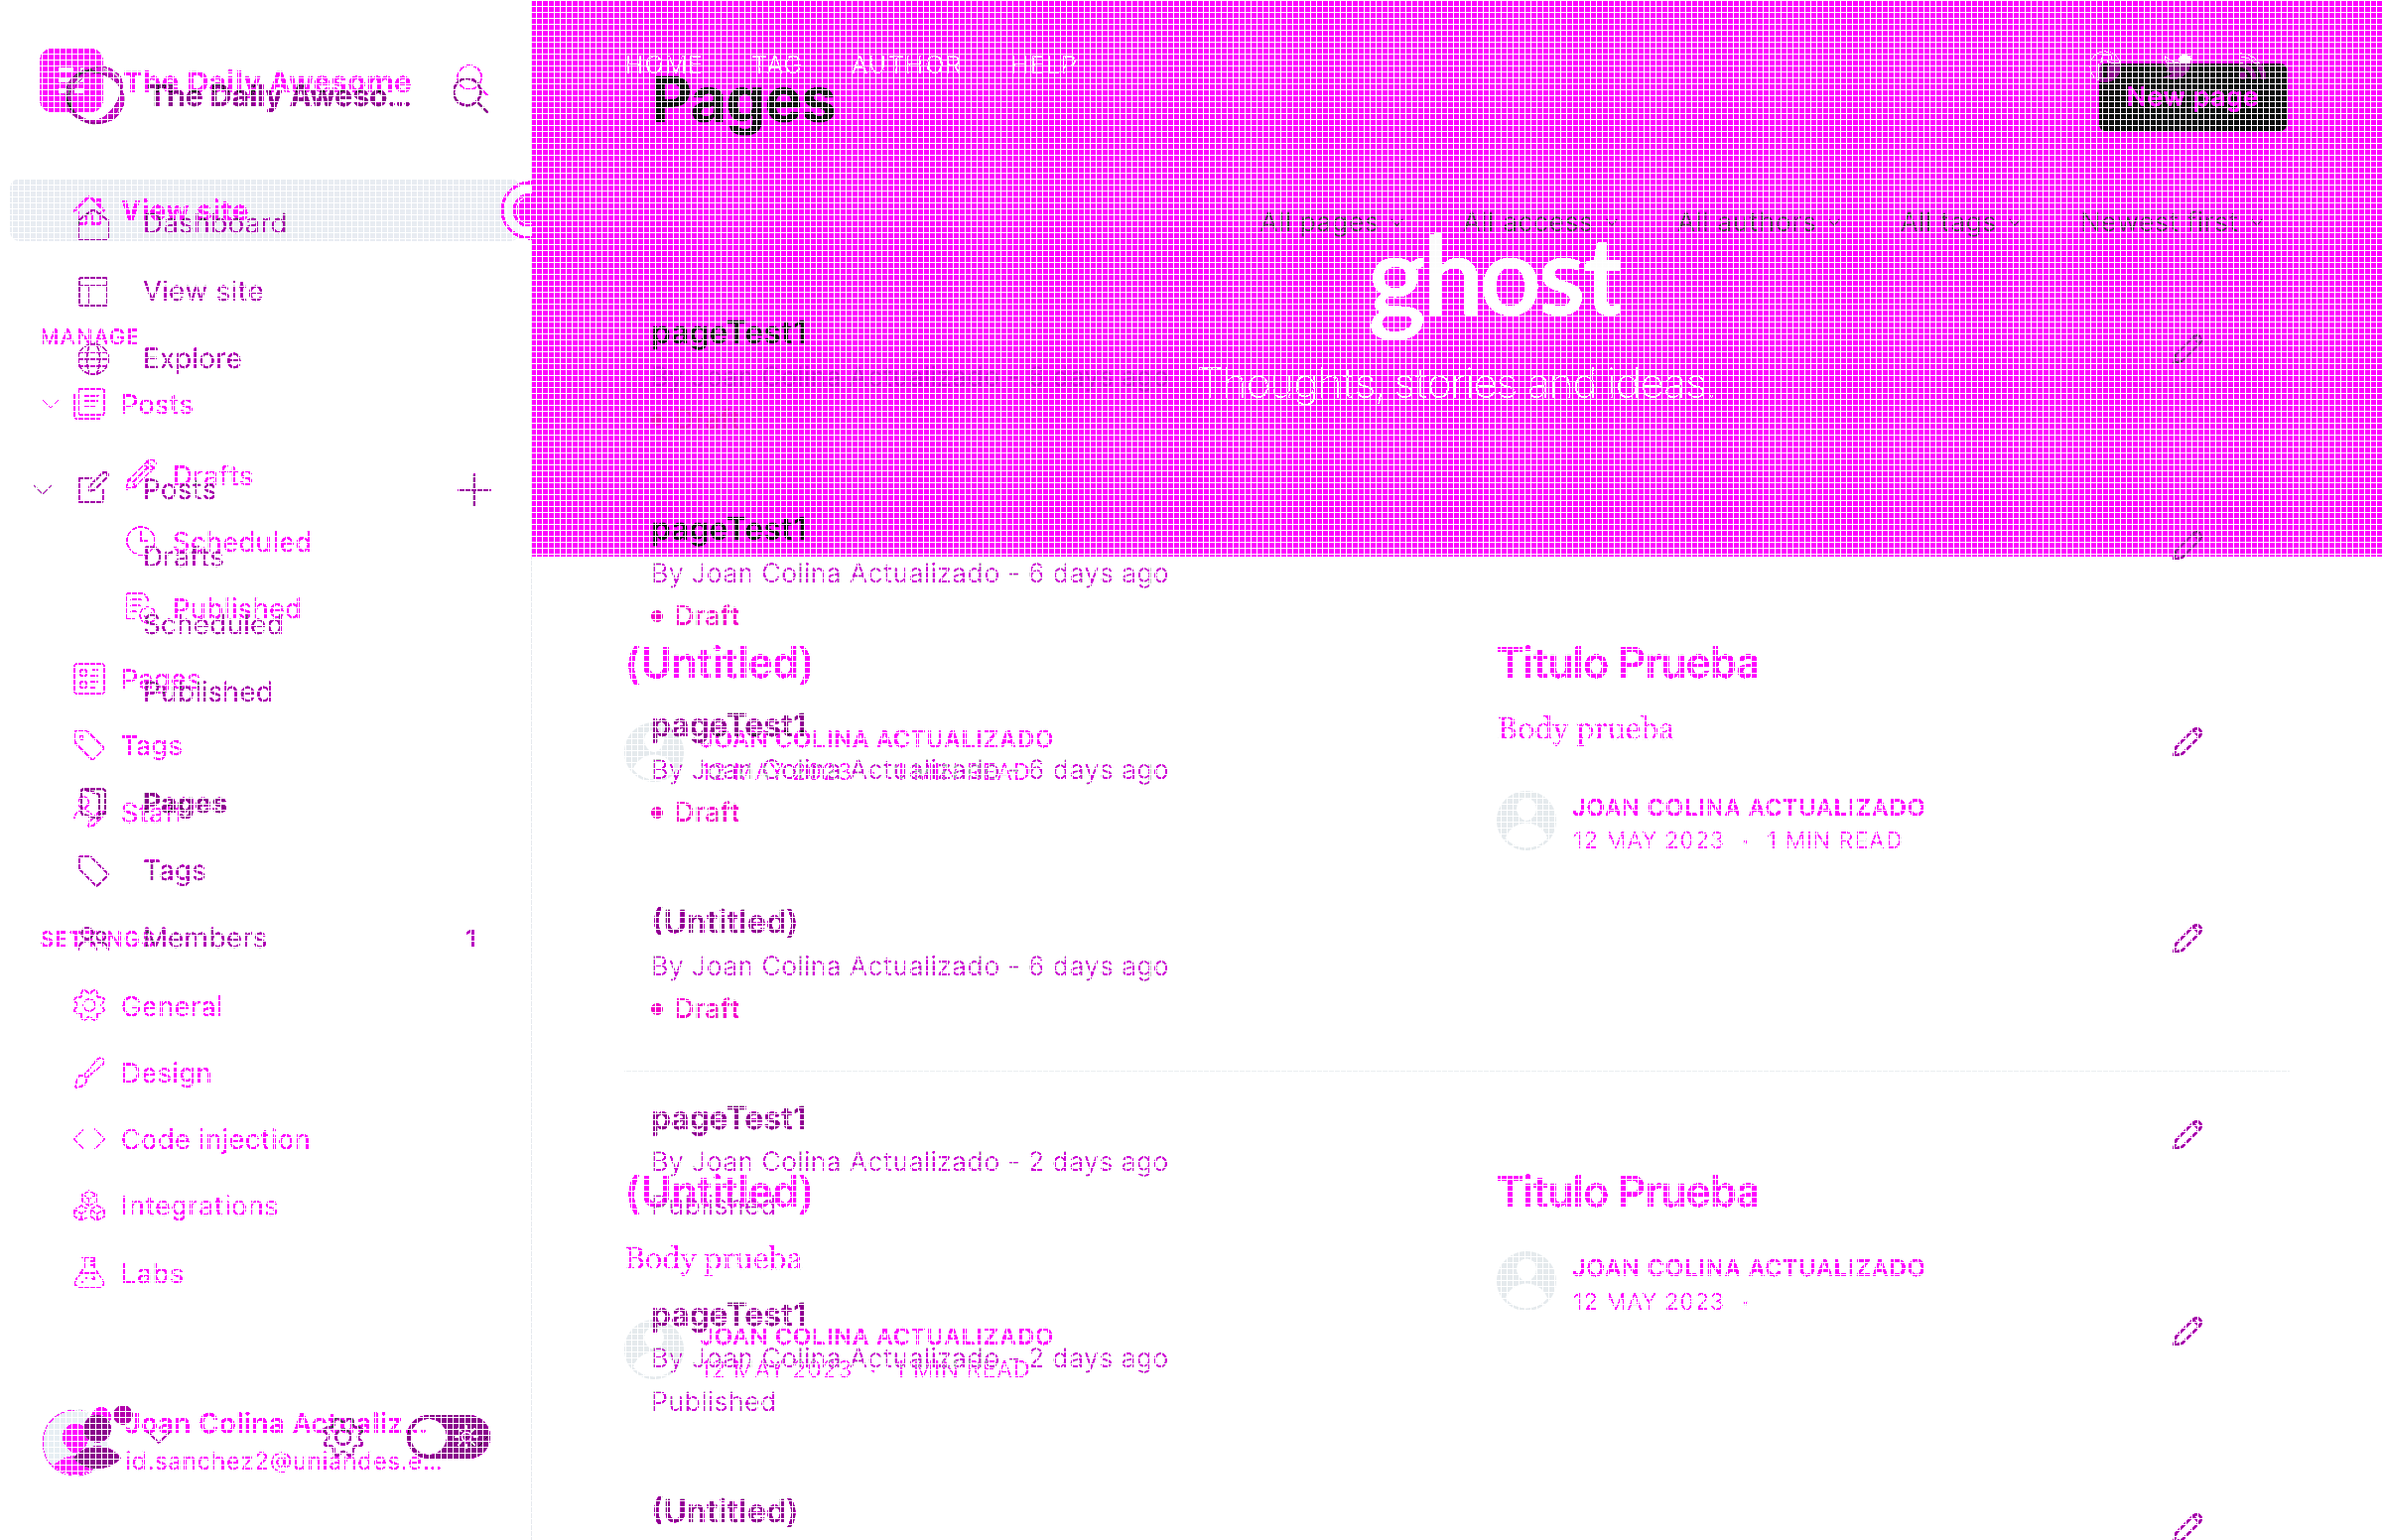 The Daily Awesome
The Daily Aweso...
View site
Dashboard
View site
MANAGE
Explore
Posts
Drafts
Posts
Scheduled
Drafts
Published
Scheduled
Pages
Published
Tags
Pages
Staff
Tags
SETTINGS
Members 1
General
Design
Code injection
Integrations
Labs
Joan Colina Actualiz...
id.sanchez2@uniandes.e...
HOME TAG AUTHOR HELP
Pages
New page
All pages All access All authors All tags Newest first
ghost
pageTest1
Thoughts, stories and ideas.
pageTest1
By Joan Colina Actualizado - 6 days ago
Draft
(Untitled) Titulo Prueba
pageTest1
Body prueba
JOAN COLINA ACTUALIZADO
By Joan Colina Actualizado - 6 days ago
Draft
JOAN COLINA ACTUALIZADO
12 MAY 2023 • 1 MIN READ
(Untitled)
By Joan Colina Actualizado - 6 days ago
Draft
pageTest1
By Joan Colina Actualizado - 2 days ago
(Untitled) Titulo Prueba
Published
Body prueba
JOAN COLINA ACTUALIZADO
12 MAY 2023 •
pageTest1
JOAN COLINA ACTUALIZADO
By Joan Colina Actualizado - 2 days ago
12 MAY 2023 • 1 MIN READ
Published
(Untitled)